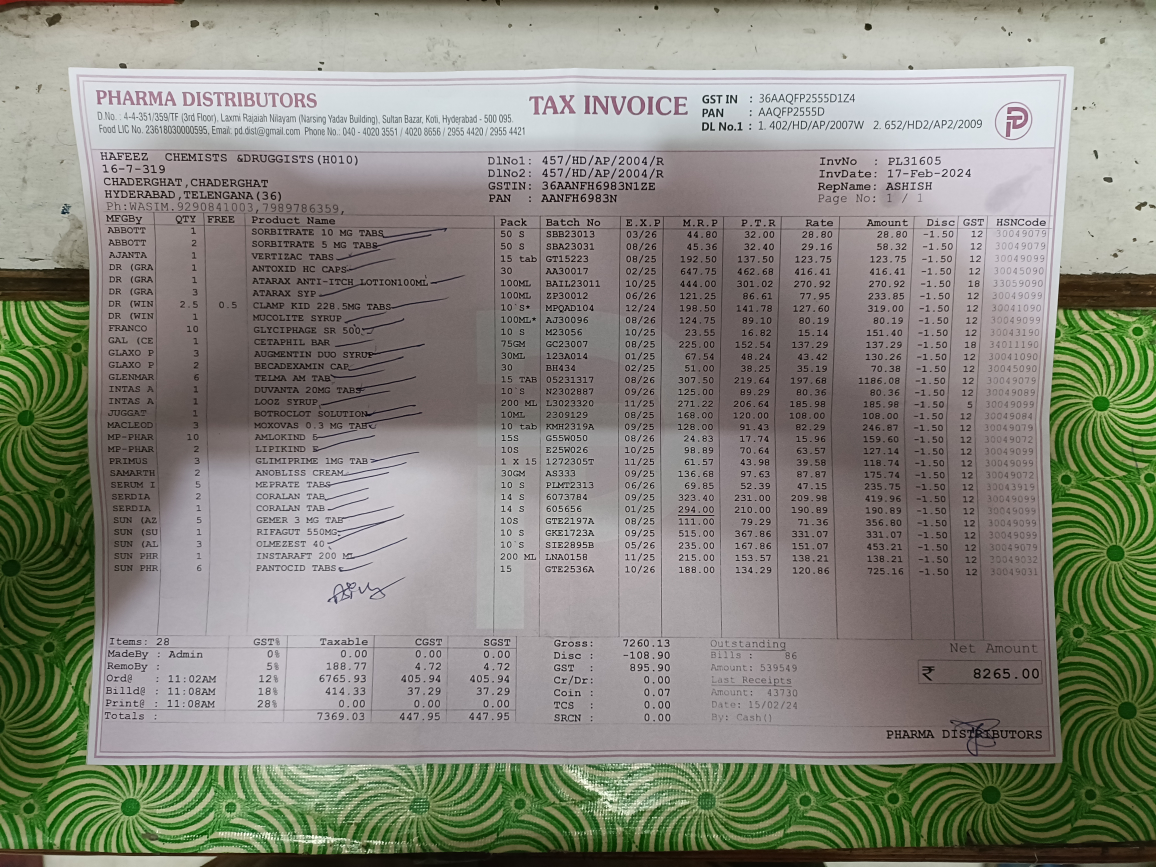 PHARMA DISTRIBUTORS
D.No. : 4-4-351/359/TF (3rd Floor), Laxmi Rajaiah Nilayam (Narsing Yadav Building), Sultan Bazar, Koti, Hyderabad - 500 095.
Food LIC No. 23618030000595, Email: pd.dist@gmail.com Phone No.: 040 - 4020 3551 / 4020 8656 / 2955 4420 / 2955 4421
TAX INVOICE
GST IN : 36AAQFP2555D1Z4
PAN : AAQFP2555D
DL No.1 : 1. 402/HD/AP/2007W 2. 652/HD2/AP2/2009
HAFEEZ CHEMISTS &DRUGGISTS(H010)
16-7-319
CHADERGHAT,CHADERGHAT
HYDERABAD,TELENGANA(36)
Ph:WASIM.9290841003,7989786359,
DlNo1: 457/HD/AP/2004/R
DlNo2: 457/HD/AP/2004/R
GSTIN: 36AANFH6983N1ZE
PAN : AANFH6983N
InvNo : PL31605
InvDate: 17-Feb-2024
RepName: ASHISH
Page No: 1 / 1
MFGBy QTY FREE Product Name Pack Batch No E.X.P M.R.P P.T.R Rate Amount Disc GST HSNCode
ABBOTT 1 SORBITRATE 10 MG TABS 50 S SBB23013 03/26 44.80 32.00 28.80 28.80 -1.50 12 30049079
ABBOTT 2 SORBITRATE 5 MG TABS 50 S SBA23031 08/26 45.36 32.40 29.16 58.32 -1.50 12 30049079
AJANTA 1 VERTIZAC TABS 15 tab GT15223 08/25 192.50 137.50 123.75 123.75 -1.50 12 30049099
DR (GRA 1 ANTOXID HC CAPS 30 AA30017 02/25 647.75 462.68 416.41 416.41 -1.50 12 30045090
DR (GRA 1 ATARAX ANTI-ITCH LOTION100ML 100ML BAIL23011 10/25 444.00 301.02 270.92 270.92 -1.50 18 33059090
DR (GRA 3 ATARAX SYP 100ML ZP30012 06/26 121.25 86.61 77.95 233.85 -1.50 12 30049099
DR (WIN 2.5 0.5 CLAMP KID 228.5MG TABS 10`S* MPQAD104 12/24 198.50 141.78 127.60 319.00 -1.50 12 30041090
DR (WIN 1 MUCOLITE SYRUP 100ML* AJ30096 08/26 124.75 89.10 80.19 80.19 -1.50 12 30049099
FRANCO 10 GLYCIPHAGE SR 500 10 S M23056 10/25 23.55 16.82 15.14 151.40 -1.50 12 30043190
GAL (CE 1 CETAPHIL BAR 75GM GC23007 08/25 225.00 152.54 137.29 137.29 -1.50 18 34011190
GLAXO P 3 AUGMENTIN DUO SYRUP 30ML 123A014 01/25 67.54 48.24 43.42 130.26 -1.50 12 30041090
GLAXO P 2 BECADEXAMIN CAP 30 BH434 02/25 51.00 38.25 35.19 70.38 -1.50 12 30045090
GLENMAR 6 TELMA AM TAB 15 TAB 05231317 08/26 307.50 219.64 197.68 1186.08 -1.50 12 30049079
INTAS A 1 DUVANTA 20MG TABS 10`S N2302887 09/26 125.00 89.29 80.36 80.36 -1.50 12 30049089
INTAS A 1 LOOZ SYRUP 200 ML L3023320 11/25 271.22 206.64 185.98 185.98 -1.50 5 30049099
JUGGAT 1 BOTROCLOT SOLUTION 10ML 2309129 08/25 168.00 120.00 108.00 108.00 -1.50 12 30049084
MACLEOD 3 MOXOVAS 0.3 MG TABS 10 tab KMH2319A 09/25 128.00 91.43 82.29 246.87 -1.50 12 30049079
MP-PHAR 10 AMLOKIND 5 15S G55W050 08/26 24.83 17.74 15.96 159.60 -1.50 12 30049072
MP-PHAR 2 LIPIKIND F 10S E25W026 10/25 98.89 70.64 63.57 127.14 -1.50 12 30049099
PRIMUS 3 GLIMIPRIME 1MG TAB 1 X 15 1272305T 11/25 61.57 43.98 39.58 118.74 -1.50 12 30049072
SAMARTH 2 ANOBLISS CREAM 30GM AS333 09/25 136.68 97.63 87.87 175.74 -1.50 12 30049099
SERUM I 5 MEPRATE TABS 10 S PLMT2313 06/26 69.85 52.39 47.15 235.75 -1.50 12 30043919
SERDIA 2 CORALAN TAB 14 S 6073784 09/25 323.40 231.00 209.98 419.96 -1.50 12 30049099
SERDIA 1 CORALAN TAB 14 S 605656 01/25 294.00 210.00 190.89 190.89 -1.50 12 30049099
SUN (AZ 5 GEMER 3 MG TAB 10S GTE2197A 08/25 111.00 79.29 71.36 356.80 -1.50 12 30049099
SUN (SU 1 RIFAGUT 550MG 10 S GKE1723A 09/25 515.00 367.86 331.07 331.07 -1.50 12 30049099
SUN (AL 3 OLMEZEST 40 10`S SIE2895B 05/26 235.00 167.86 151.07 453.21 -1.50 12 30049079
SUN PHR 1 INSTARAFT 200 ML 200 ML LNA0158 11/25 215.00 153.57 138.21 138.21 -1.50 12 30049032
SUN PHR 6 PANTOCID TABS 15 GTE2536A 10/26 188.00 134.29 120.86 725.16 -1.50 12 30049031
Items: 28 GST% Taxable CGST SGST
MadeBy : Admin 0% 0.00 0.00 0.00
RemoBy : 5% 188.77 4.72 4.72
Ord@ : 11:02AM 12% 6765.93 405.94 405.94
Billd@ : 11:08AM 18% 414.33 37.29 37.29
Print@ : 11:08AM 28% 0.00 0.00 0.00
Totals : 7369.03 447.95 447.95
Gross: 7260.13
Disc : -108.90
GST : 895.90
Cr/Dr: 0.00
Coin : 0.07
TCS : 0.00
SRCN : 0.00
Outstanding
Bills : 86
Amount: 539549
Last Receipts
Amount: 43730
Date: 15/02/24
By: Cash()
Net Amount
₹ 8265.00
PHARMA DISTRIBUTORS